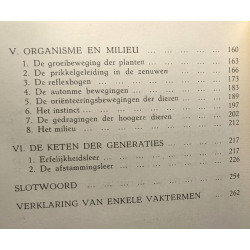 V. ORGANISME EN MILIEU ... ... ... ... ... 160
1. De groeibeweging der planten ... ... ... ... 163
2. De prikkelgeleiding in de zenuwen ... ... ... 166
3. De reflexbogen ... ... ... ... ... ... 173
4. De autonme bewegingen ... ... ... ... ... 183
5. De oriënteeringsbewegingen der dieren ... ... 189
6. Het instinct ... ... ... ... ... ... ... 197
7. De gedragingen der hoogere dieren ... ... ... 202
8. Het milieu ... ... ... ... ... ... ... 212
VI. DE KETEN DER GENERATIES ... ... ... ... 217
1. Erfelijkheidsleer ... ... ... ... ... ... 217
2. De afstammingsleer ... ... ... ... ... 226
SLOTWOORD ... ... ... ... ... ... ... 254
VERKLARING VAN ENKELE VAKTERMEN ... ... 262